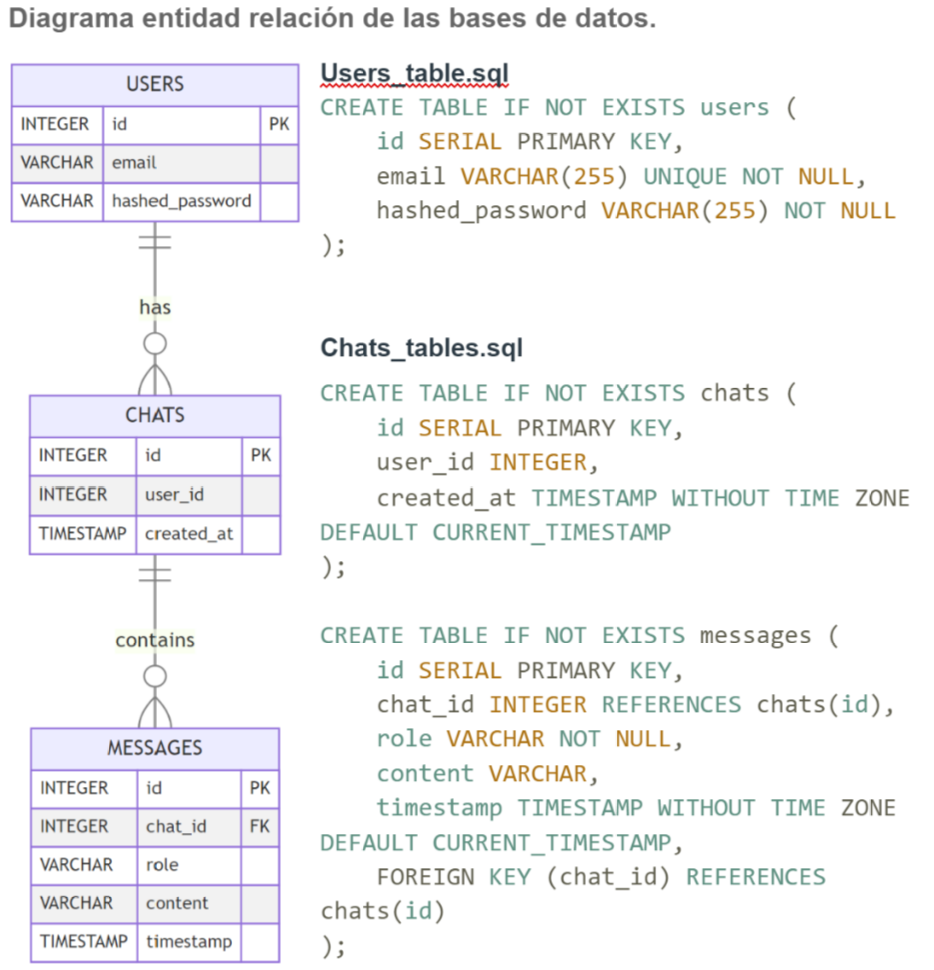 Diagrama entidad relación de las bases de datos.
USERS
INTEGER id PK
VARCHAR email
VARCHAR hashed_password
has
CHATS
INTEGER id PK
INTEGER user_id
TIMESTAMP created_at
contains
MESSAGES
INTEGER id PK
INTEGER chat_id FK
VARCHAR role
VARCHAR content
TIMESTAMP timestamp
Users_table.sql
CREATE TABLE IF NOT EXISTS users (
    id SERIAL PRIMARY KEY,
    email VARCHAR(255) UNIQUE NOT NULL,
    hashed_password VARCHAR(255) NOT NULL
);
Chats_tables.sql
CREATE TABLE IF NOT EXISTS chats (
    id SERIAL PRIMARY KEY,
    user_id INTEGER,
    created_at TIMESTAMP WITHOUT TIME ZONE
DEFAULT CURRENT_TIMESTAMP
);
CREATE TABLE IF NOT EXISTS messages (
    id SERIAL PRIMARY KEY,
    chat_id INTEGER REFERENCES chats(id),
    role VARCHAR NOT NULL,
    content VARCHAR,
    timestamp TIMESTAMP WITHOUT TIME ZONE
DEFAULT CURRENT_TIMESTAMP,
    FOREIGN KEY (chat_id) REFERENCES
chats(id)
);